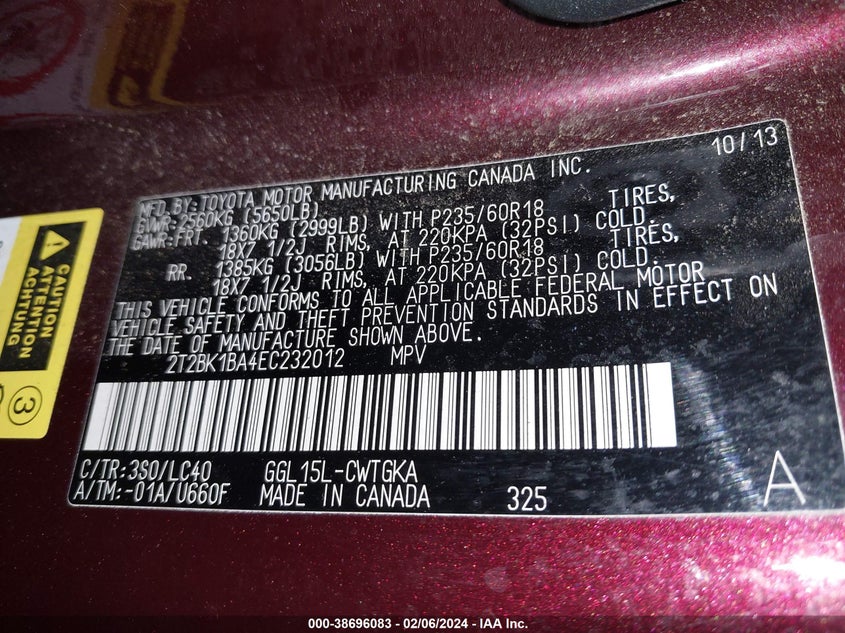 10/13
MFD. BY: TOYOTA MOTOR MANUFACTURING CANADA INC.
GVWR: 2560KG (5650LB)
GAWR: FRT. 1360KG (2999LB) WITH P235/60R18 TIRES,
18X7 1/2J RIMS, AT 220KPA (32PSI) COLD.
RR. 1385KG (3056LB) WITH P235/60R18 TIRES,
18X7 1/2J RIMS, AT 220KPA (32PSI) COLD.
THIS VEHICLE CONFORMS TO ALL APPLICABLE FEDERAL MOTOR
VEHICLE SAFETY AND THEFT PREVENTION STANDARDS IN EFFECT ON
THE DATE OF MANUFACTURE SHOWN ABOVE.
2T2BK1BA4EC232012 MPV
C/TR: 3S0/LC40 GGL15L-CWTGKA
A/TM: -01A/U660F MADE IN CANADA 325 A
CAUTION
ATTENTION
ACHTUNG
3
000-38696083 - 02/06/2024 - IAA Inc.